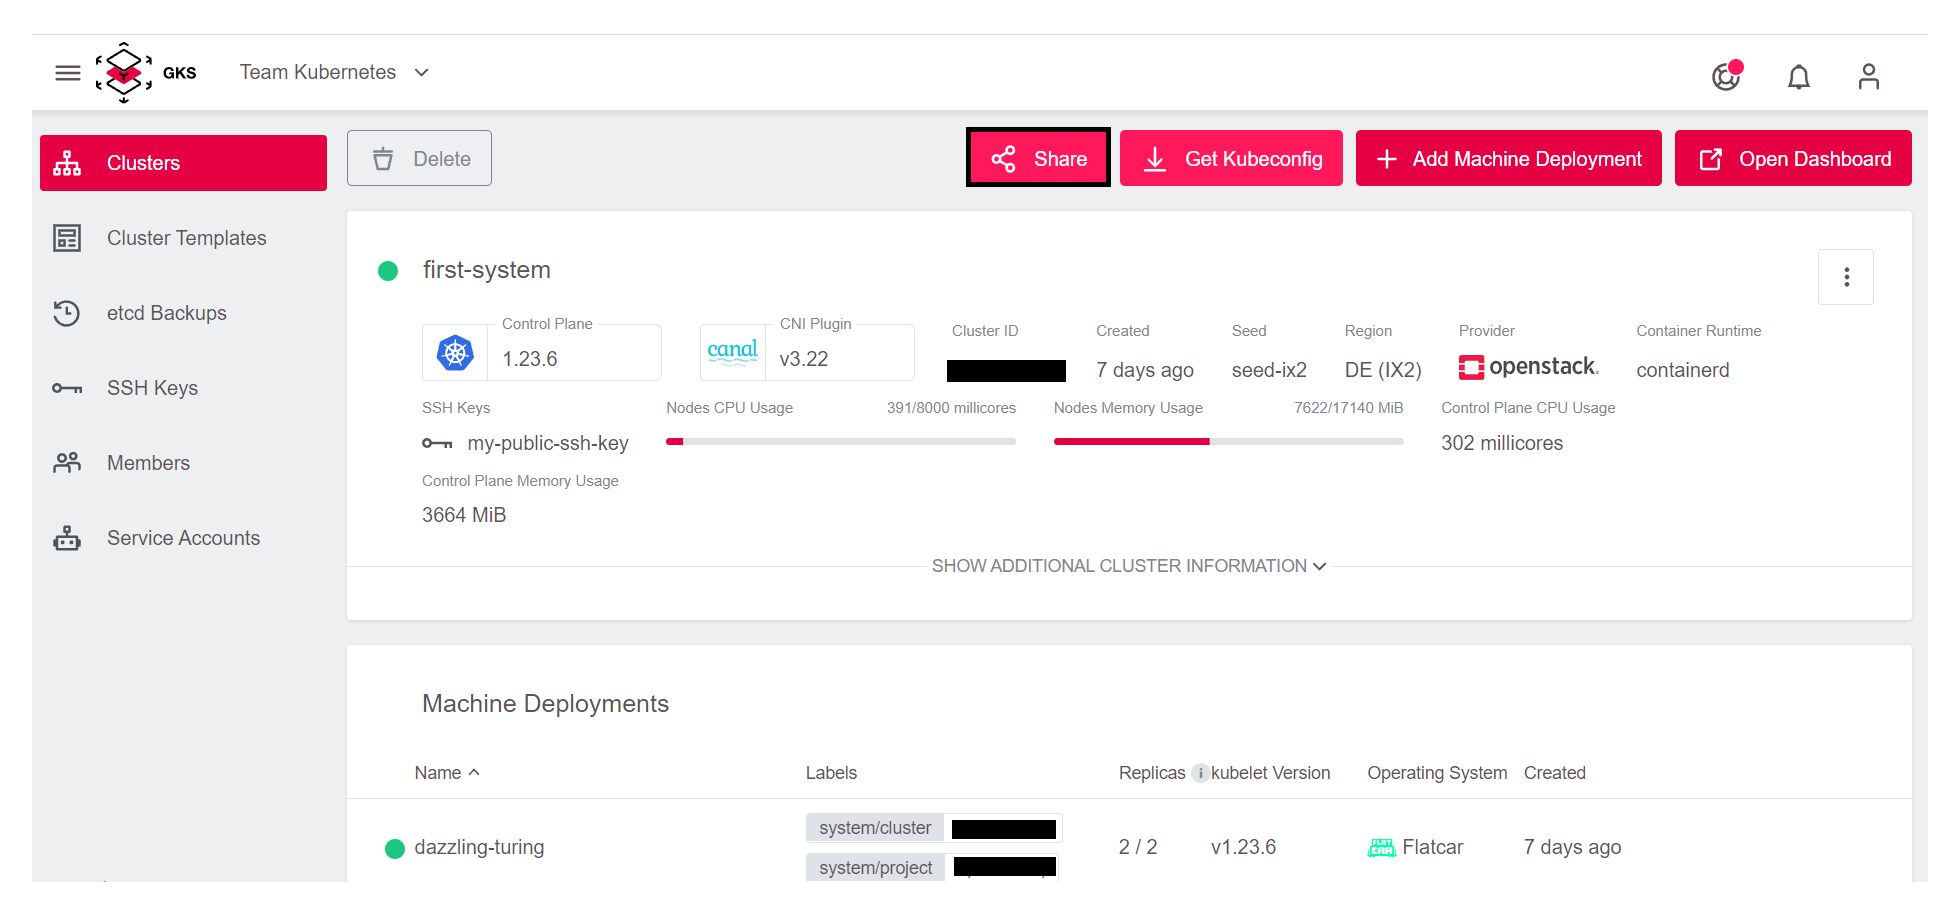 GKS Team Kubernetes
Clusters
Cluster Templates
etcd Backups
SSH Keys
Members
Service Accounts
Delete Share Get Kubeconfig Add Machine Deployment Open Dashboard
first-system
Control Plane CNI Plugin Cluster ID Created Seed Region Provider Container Runtime
1.23.6 canal v3.22 7 days ago seed-ix2 DE (IX2) openstack. containerd
SSH Keys Nodes CPU Usage 391/8000 millicores Nodes Memory Usage 7622/17140 MiB Control Plane CPU Usage
my-public-ssh-key 302 millicores
Control Plane Memory Usage
3664 MiB
SHOW ADDITIONAL CLUSTER INFORMATION
Machine Deployments
Name Labels Replicas i kubelet Version Operating System Created
system/cluster
dazzling-turing 2 / 2 v1.23.6 FLAT CAR Flatcar 7 days ago
system/project